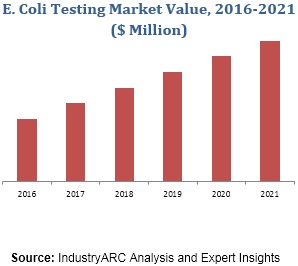 E. Coli Testing Market Value, 2016-2021
($ Million)
2016 2017 2018 2019 2020 2021
Source: IndustryARC Analysis and Expert Insights